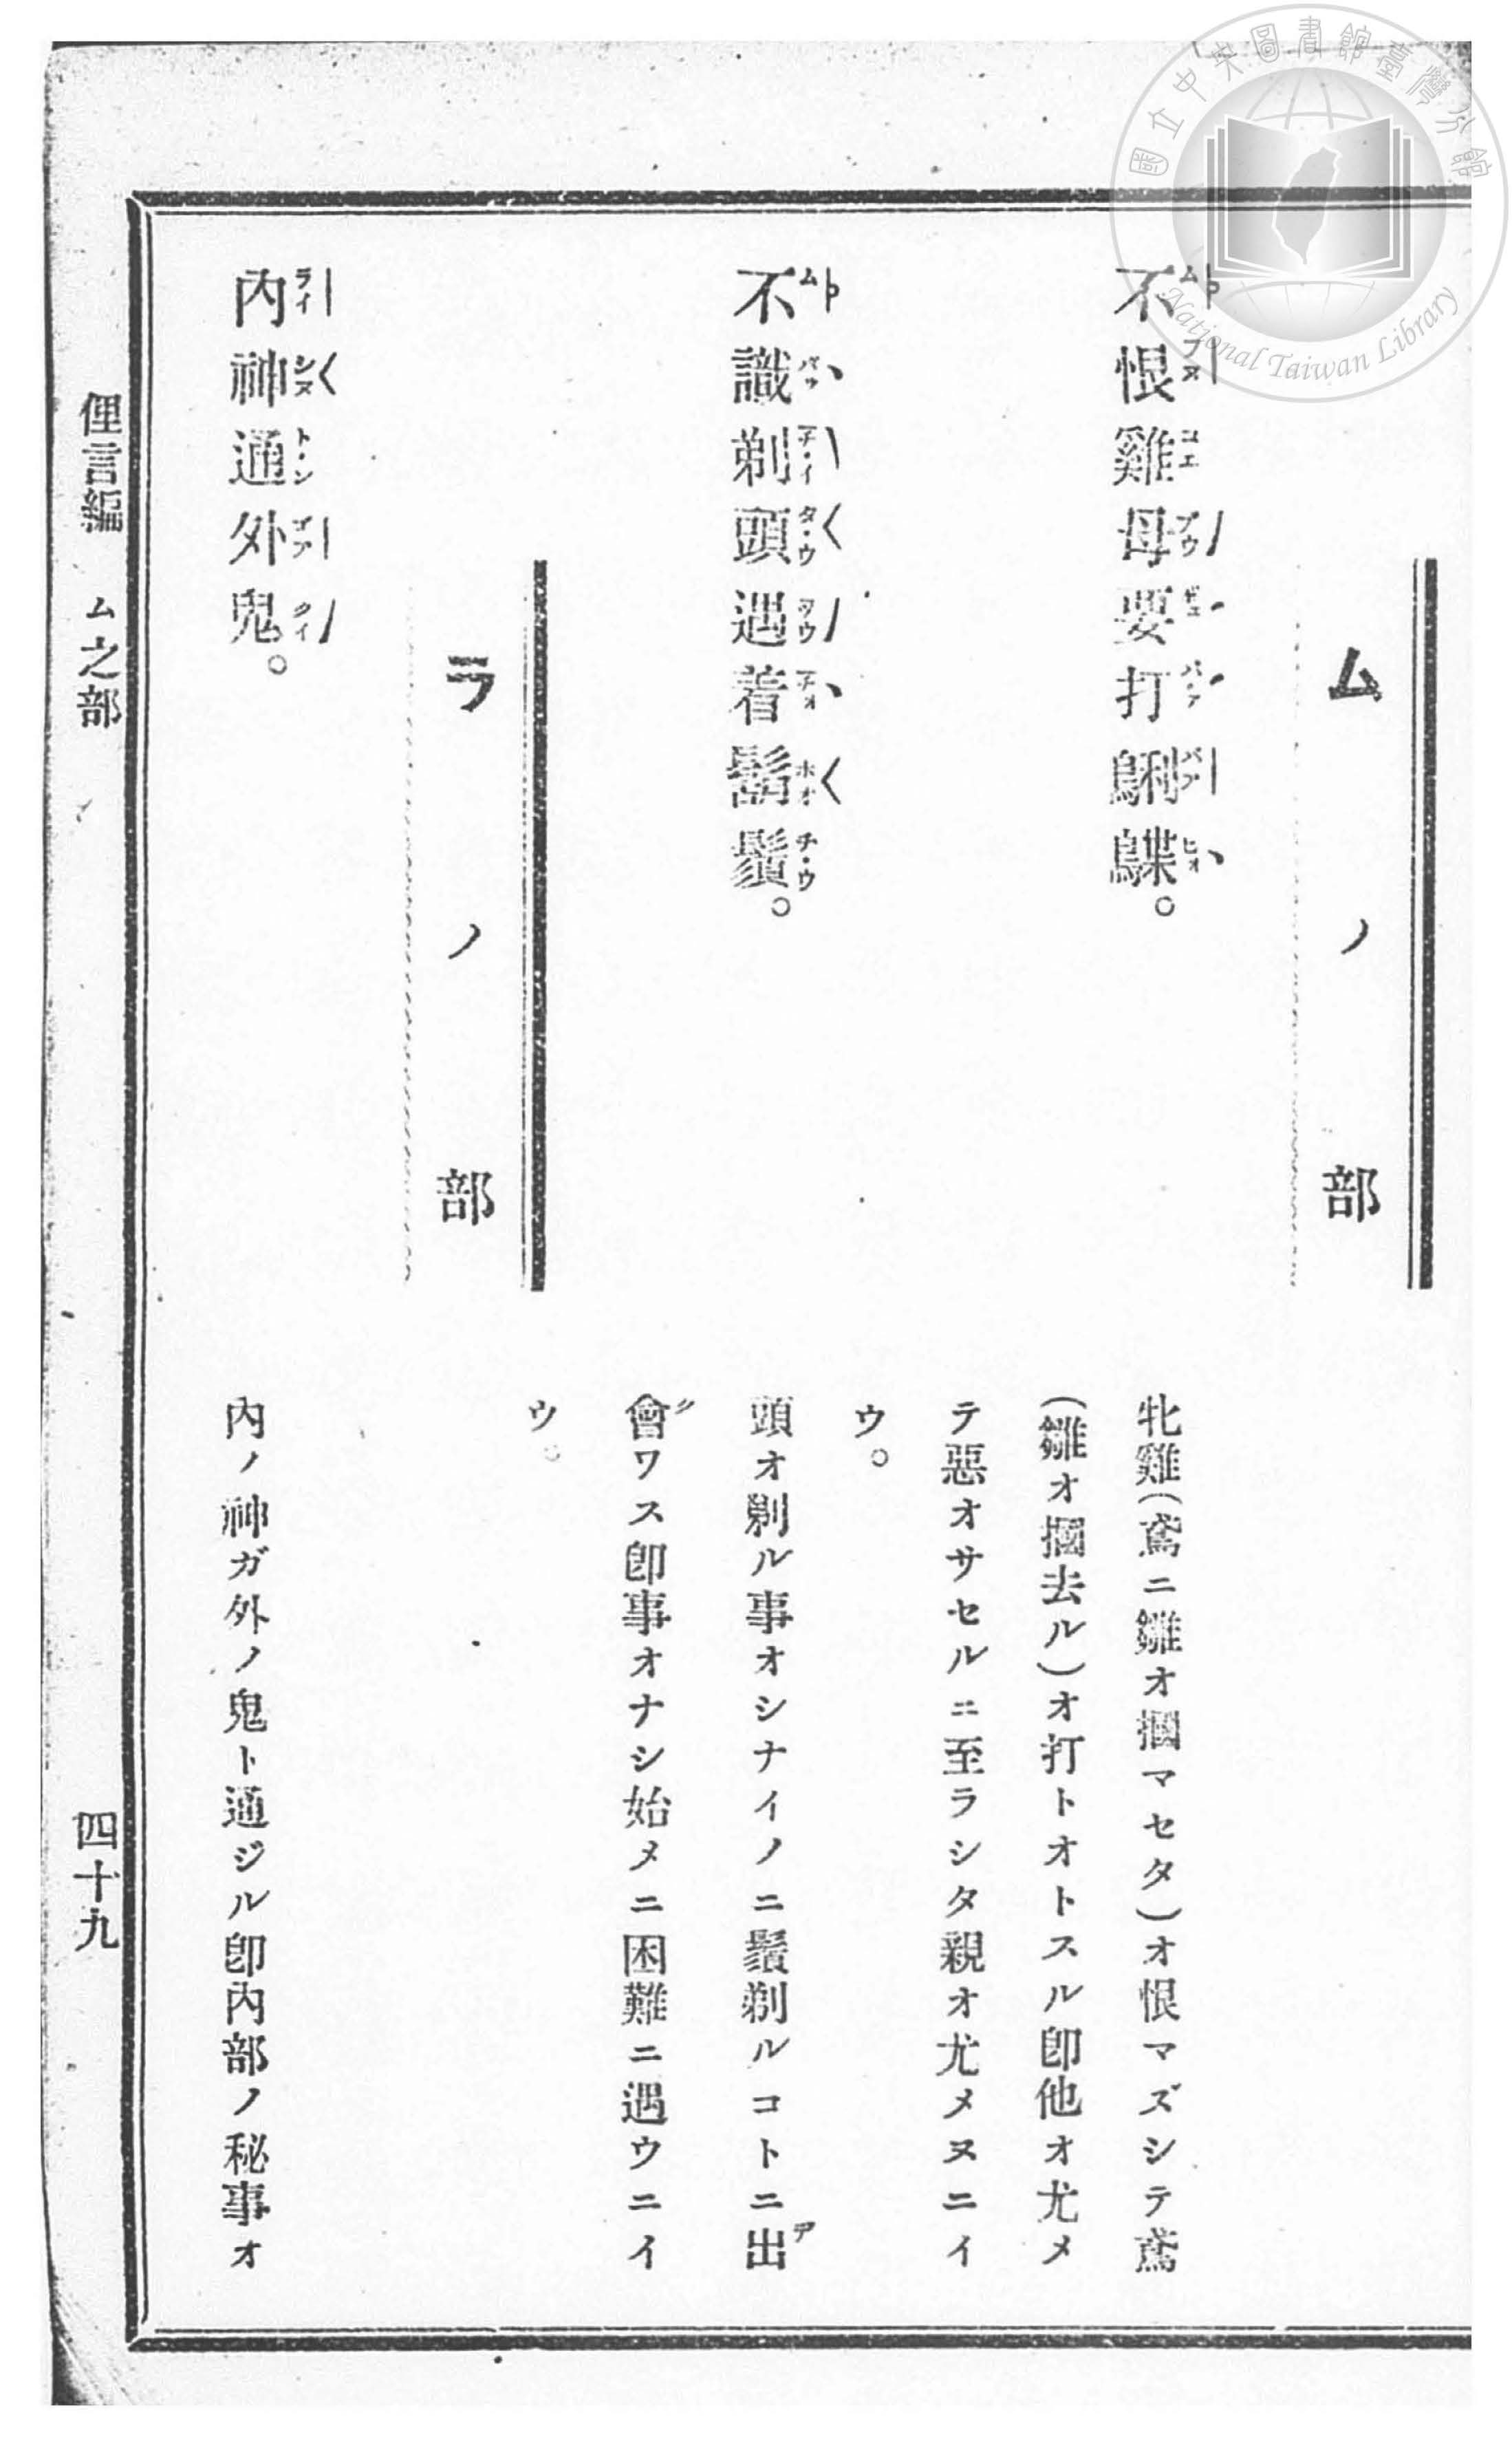 國立中央圖書館臺灣分館
National Taiwan Library
ムノ部
不恨雞母要打𫛚鰈。
牝雞(鳶ニ雛オ摑マセタ)オ恨マズシテ鳶
(雛オ摑去ル)オ打トオトスル卽他オ尤メ
テ惡オサセルニ至ラシタ親オ尤メヌニイ
ウ。
不識剃頭遇着鬍鬚。
頭オ剃ル事オシナイノニ鬚剃ルコトニ出
會ワス卽事オナシ始メニ困難ニ遇ウニイ
ウ。
ラノ部
內神通外鬼。
內ノ神ガ外ノ鬼ト通ジル卽內部ノ秘事オ
俚言編 ム之部 四十九